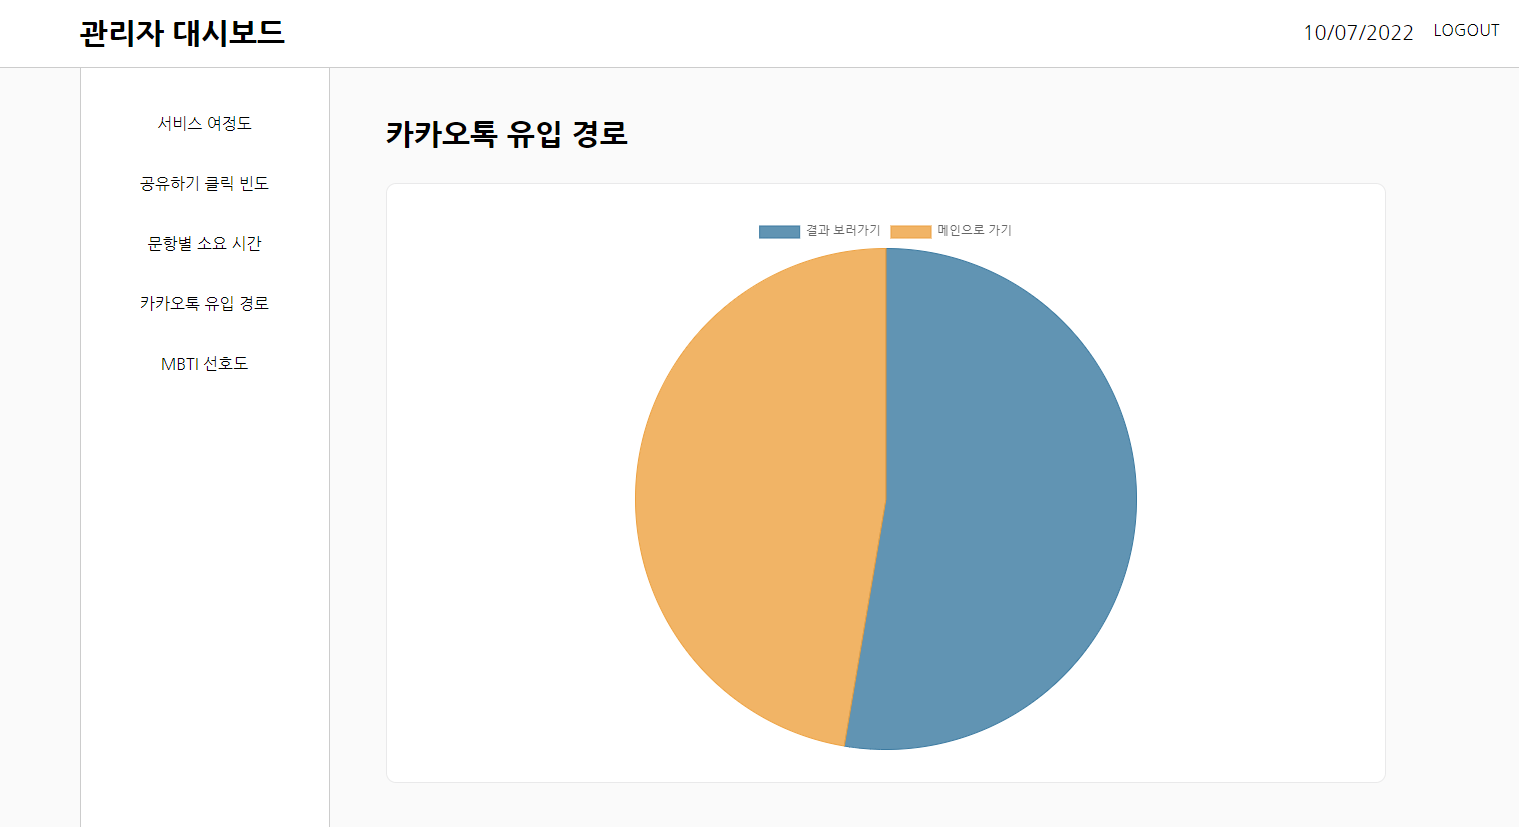 관리자 대시보드
10/07/2022 LOGOUT
서비스 여정도
공유하기 클릭 빈도
문항별 소요 시간
카카오톡 유입 경로
MBTI 선호도
카카오톡 유입 경로
결과 보러가기 메인으로 가기